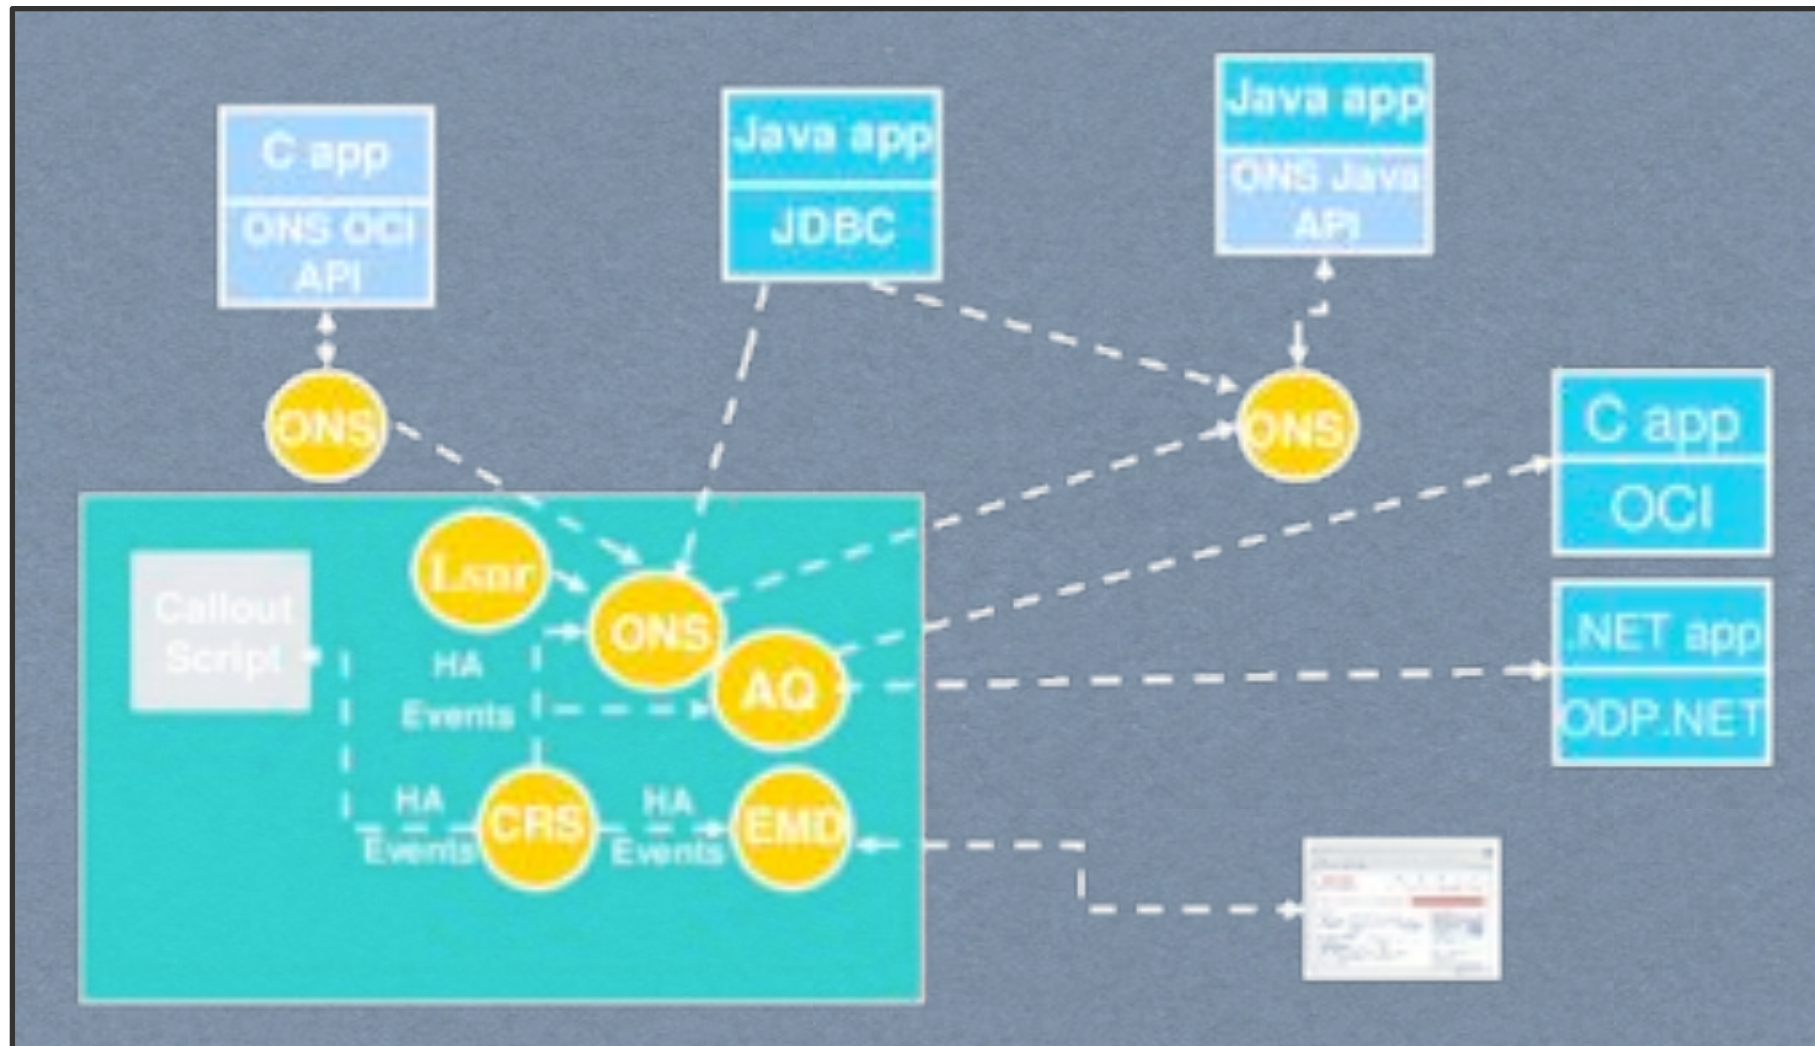 C app
ONS OCI
API
Java app
JDBC
Java app
ONS Java
API
ONS
ONS
C app
OCI
Lsnr
Callout
Script
ONS
HA
Events
AQ
.NET app
ODP.NET
HA
Events
CRS
HA
Events
EMD